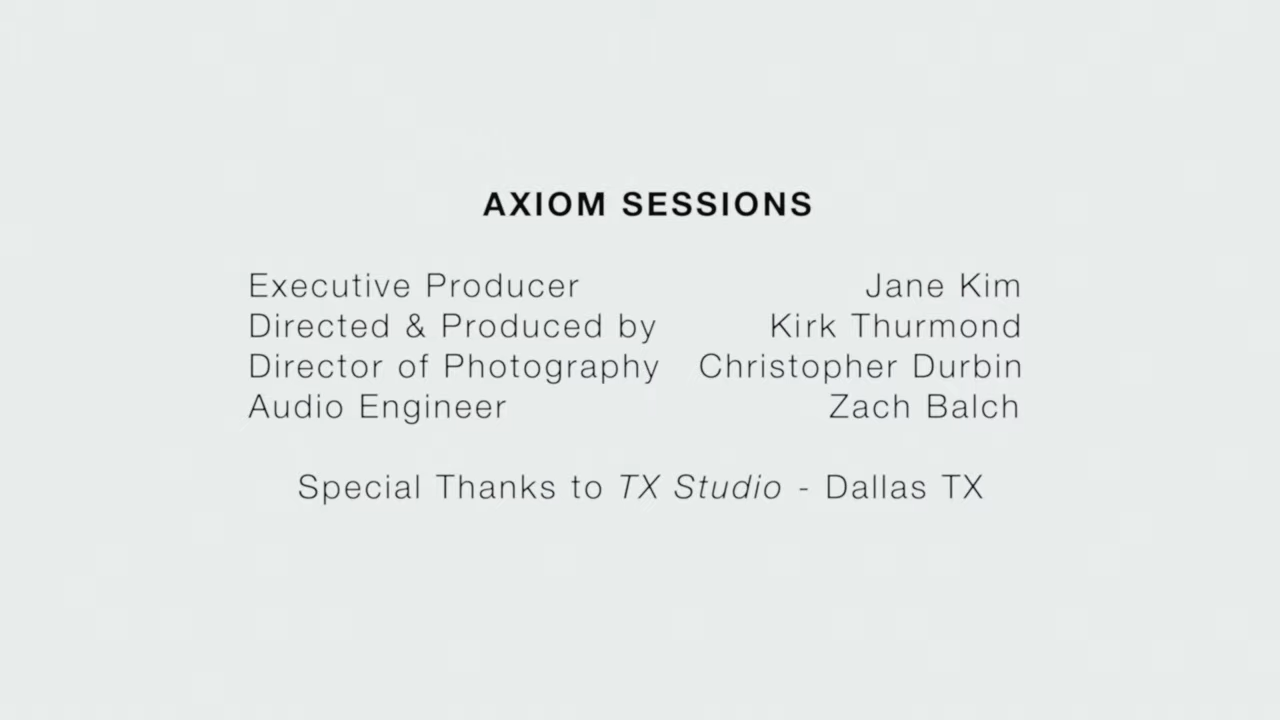 AXIOM SESSIONS
Executive Producer Jane Kim
Directed & Produced by Kirk Thurmond
Director of Photography Christopher Durbin
Audio Engineer Zach Balch
Special Thanks to TX Studio - Dallas TX